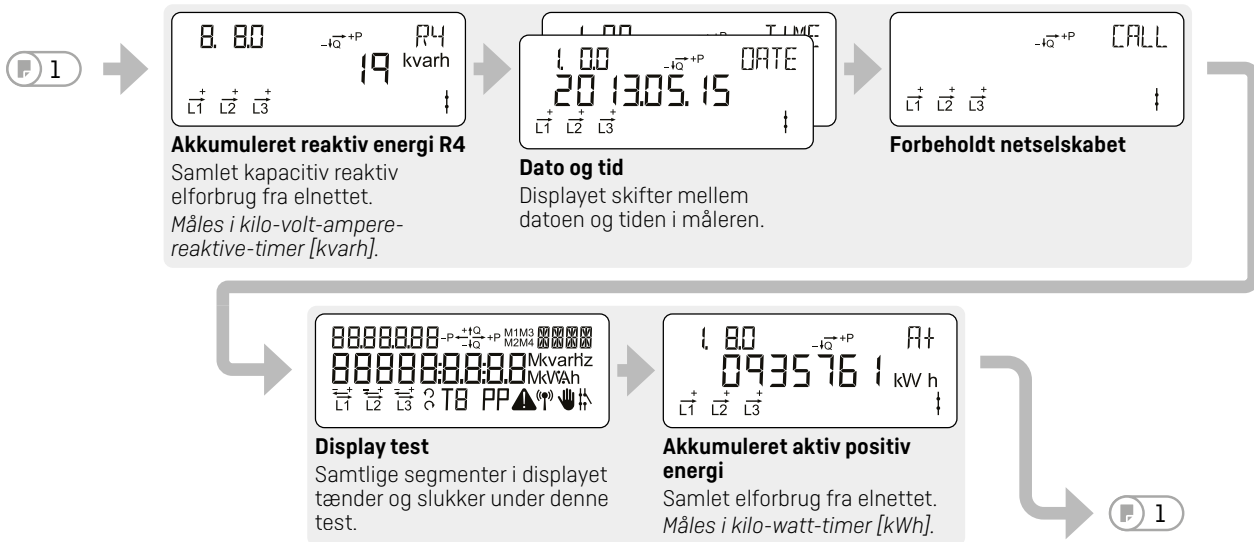 1
8. 8.0 -↓Q +P R4
19 kvarh
L1+ L2+ L3+
Akkumuleret reaktiv energi R4
Samlet kapacitiv reaktiv
elforbrug fra elnettet.
Måles i kilo-volt-ampere-
reaktive-timer [kvarh].
TIME
1. 0.0 -↓Q +P DATE
2013.05.15
L1+ L2+ L3+
Dato og tid
Displayet skifter mellem
datoen og tiden i måleren.
-↓Q +P CALL
L1+ L2+ L3+
Forbeholdt netselskabet
88.88.8.88 -P +↑Q -↓Q +P M1M3
M2M4
88888:8.8:8.8 MkvarhzMkWAh
L1 L2 L3 T8 PP
Display test
Samtlige segmenter i displayet
tænder og slukker under denne
test.
1. 8.0 -↓Q +P A+
0935761 kW h
L1+ L2+ L3+
Akkumuleret aktiv positiv
energi
Samlet elforbrug fra elnettet.
Måles i kilo-watt-timer [kWh].
1